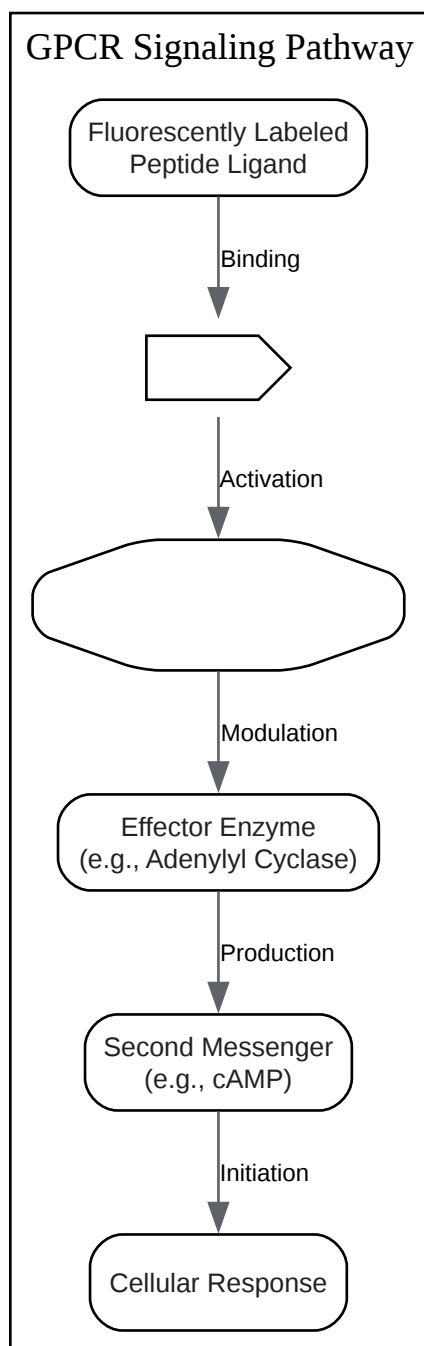 GPCR Signaling Pathway
Fluorescently Labeled
Peptide Ligand
Binding
Activation
Modulation
Effector Enzyme
(e.g., Adenylyl Cyclase)
Production
Second Messenger
(e.g., cAMP)
Initiation
Cellular Response